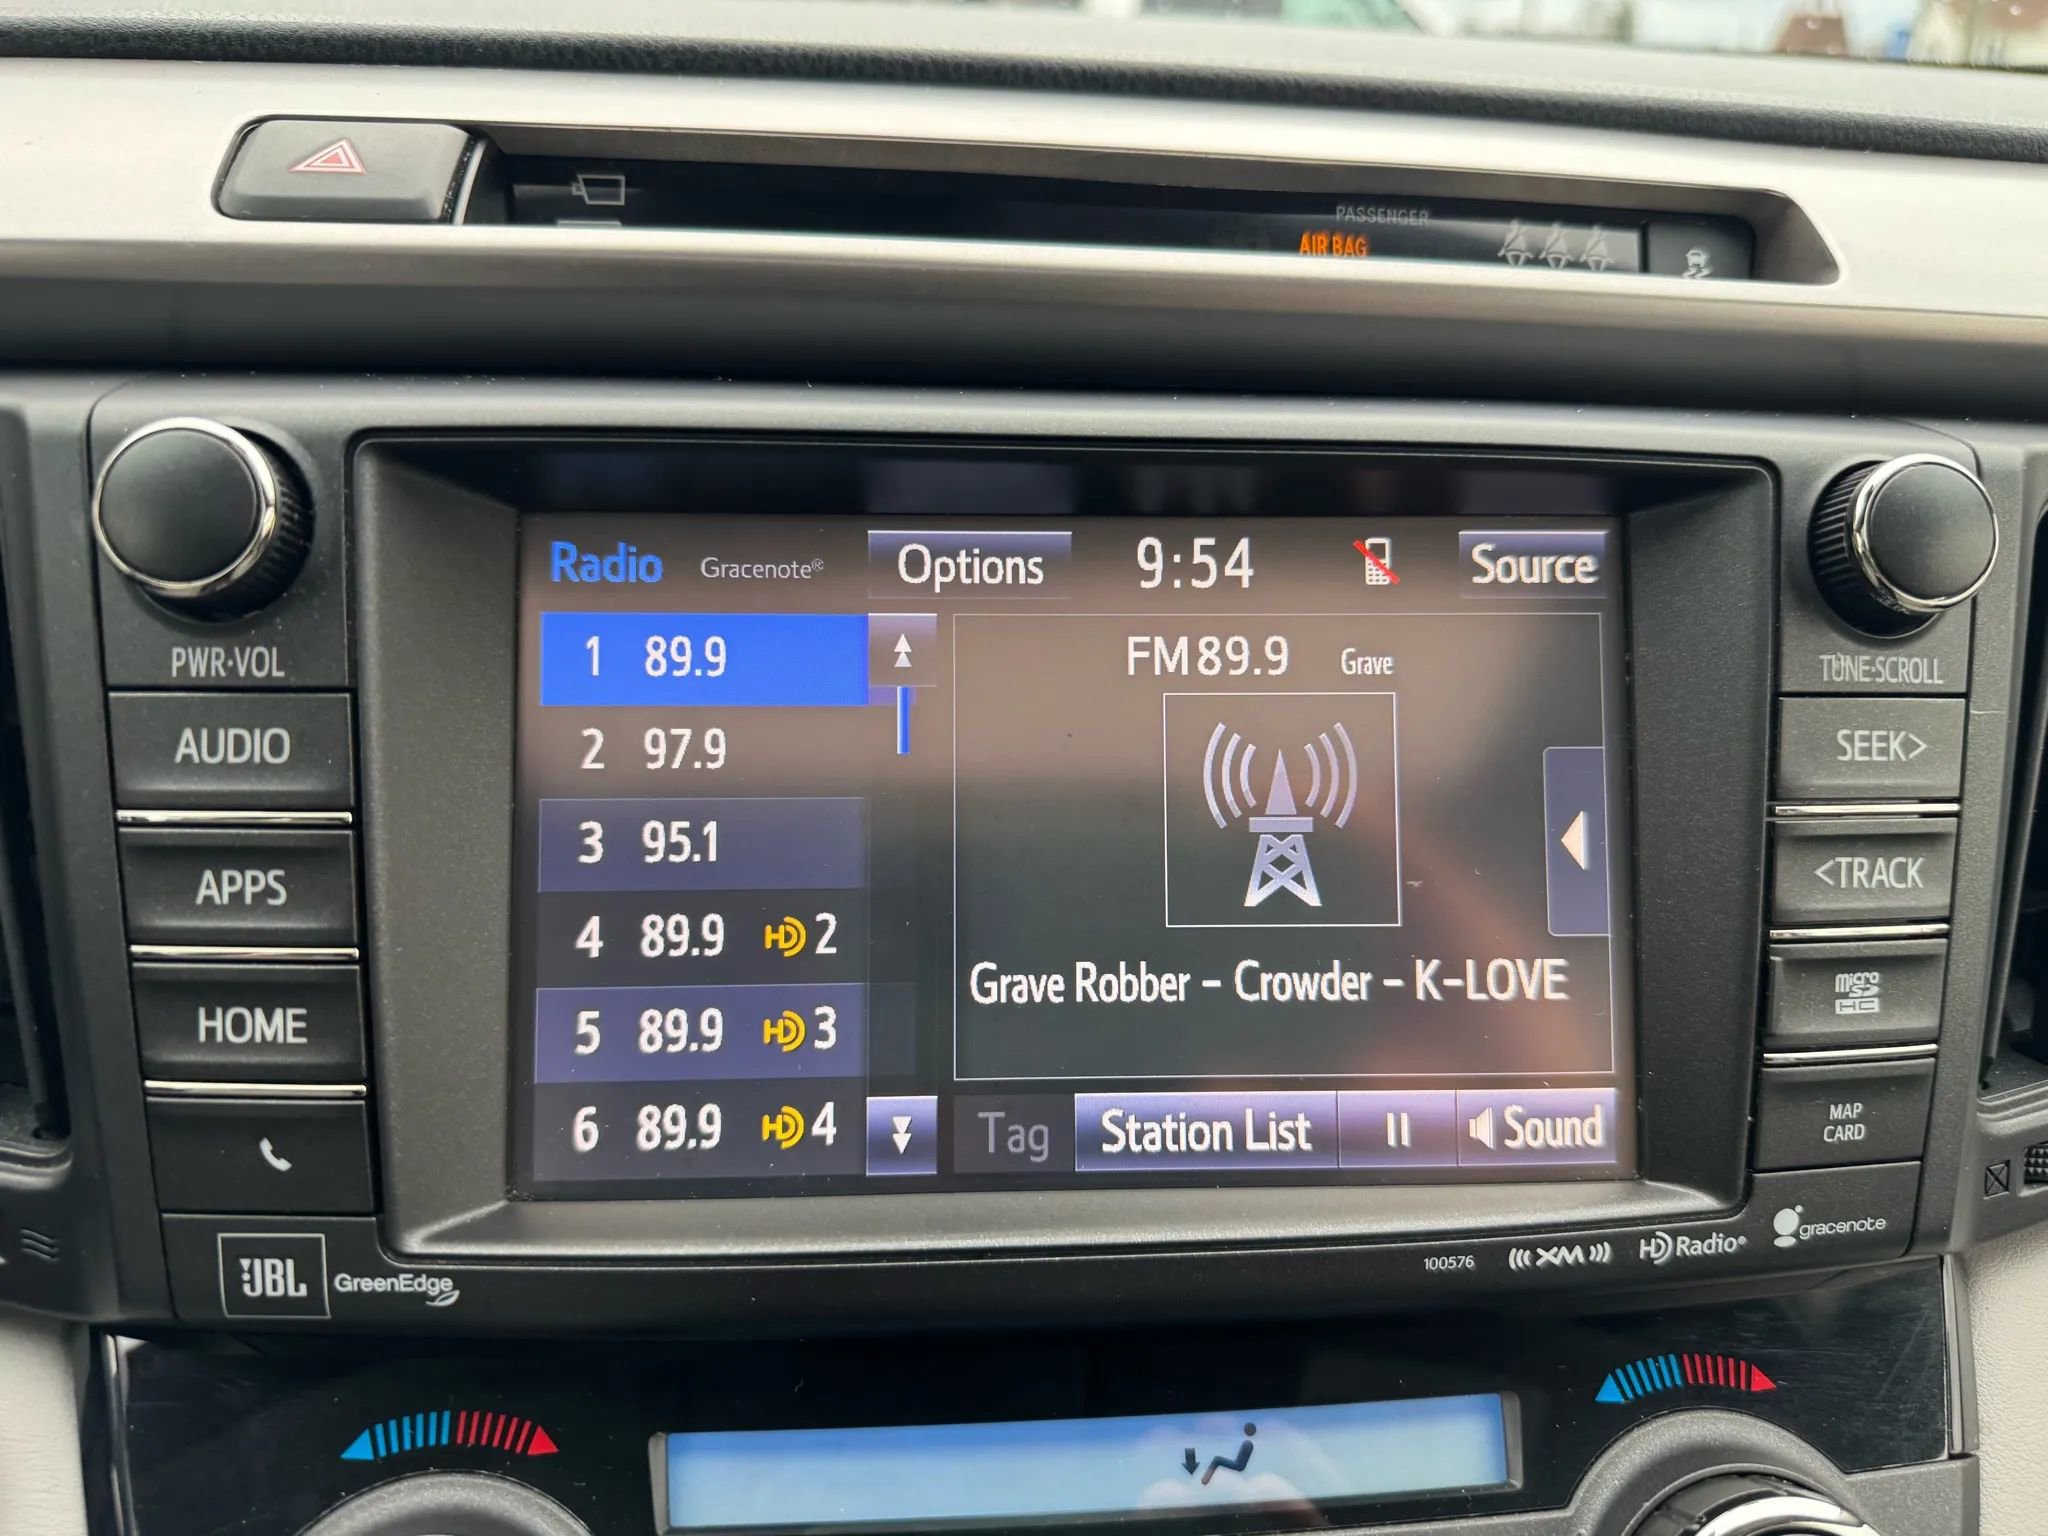 PASSENGER
AIR BAG
PWR·VOL
AUDIO
APPS
HOME
Radio Gracenote® Options 9:54 Source
1 89.9
2 97.9
3 95.1
4 89.9 HD 2
5 89.9 HD 3
6 89.9 HD 4
FM 89.9 Grave
Grave Robber - Crowder - K-LOVE
Tag Station List Sound
TUNE·SCROLL
SEEK>
<TRACK
micro
SD
HC
MAP
CARD
JBL GreenEdge
100576 ((( XM ))) HD Radio® gracenote